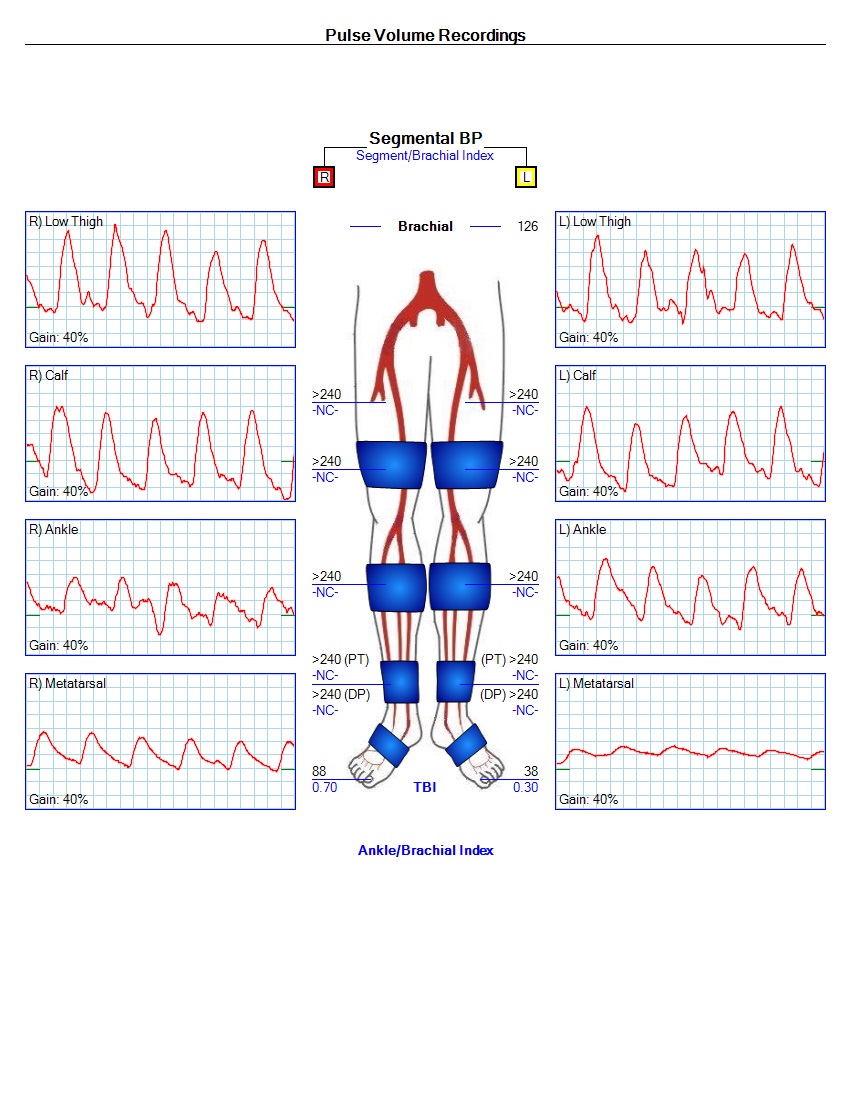 Pulse Volume Recordings
Segmental BP
Segment/Brachial Index
R
L
Brachial 126
R) Low Thigh
Gain: 40%
L) Low Thigh
Gain: 40%
R) Calf
Gain: 40%
L) Calf
Gain: 40%
>240 >240
-NC- -NC-
>240 >240
-NC- -NC-
R) Ankle
Gain: 40%
L) Ankle
Gain: 40%
>240 >240
-NC- -NC-
R) Metatarsal
Gain: 40%
L) Metatarsal
Gain: 40%
>240 (PT) (PT) >240
-NC- -NC-
>240 (DP) (DP) >240
-NC- -NC-
88 38
0.70 TBI 0.30
Ankle/Brachial Index